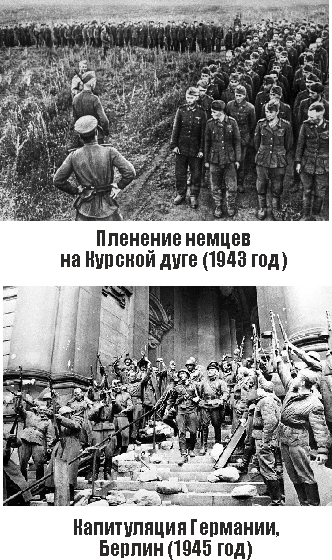 Пленение немцев
на Курской дуге (1943 год)
Капитуляция Германии,
Берлин (1945 год)